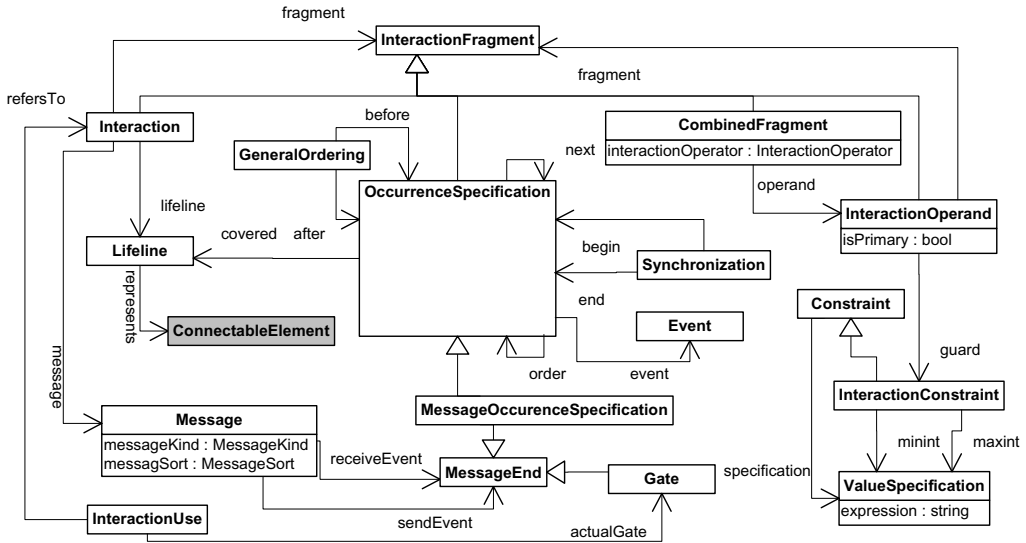 fragment
InteractionFragment
fragment
refersTo
before
Interaction
CombinedFragment
interactionOperator : InteractionOperator
GeneralOrdering
next
OccurrenceSpecification
operand
lifeline
InteractionOperand
isPrimary : bool
covered after
Lifeline
begin
Synchronization
represents
end
Constraint
ConnectableElement
Event
message
order
event
guard
InteractionConstraint
MessageOccurenceSpecification
Message
messageKind : MessageKind
messagSort : MessageSort
minint
maxint
receiveEvent
MessageEnd
Gate
specification
ValueSpecification
expression : string
InteractionUse
sendEvent
actualGate